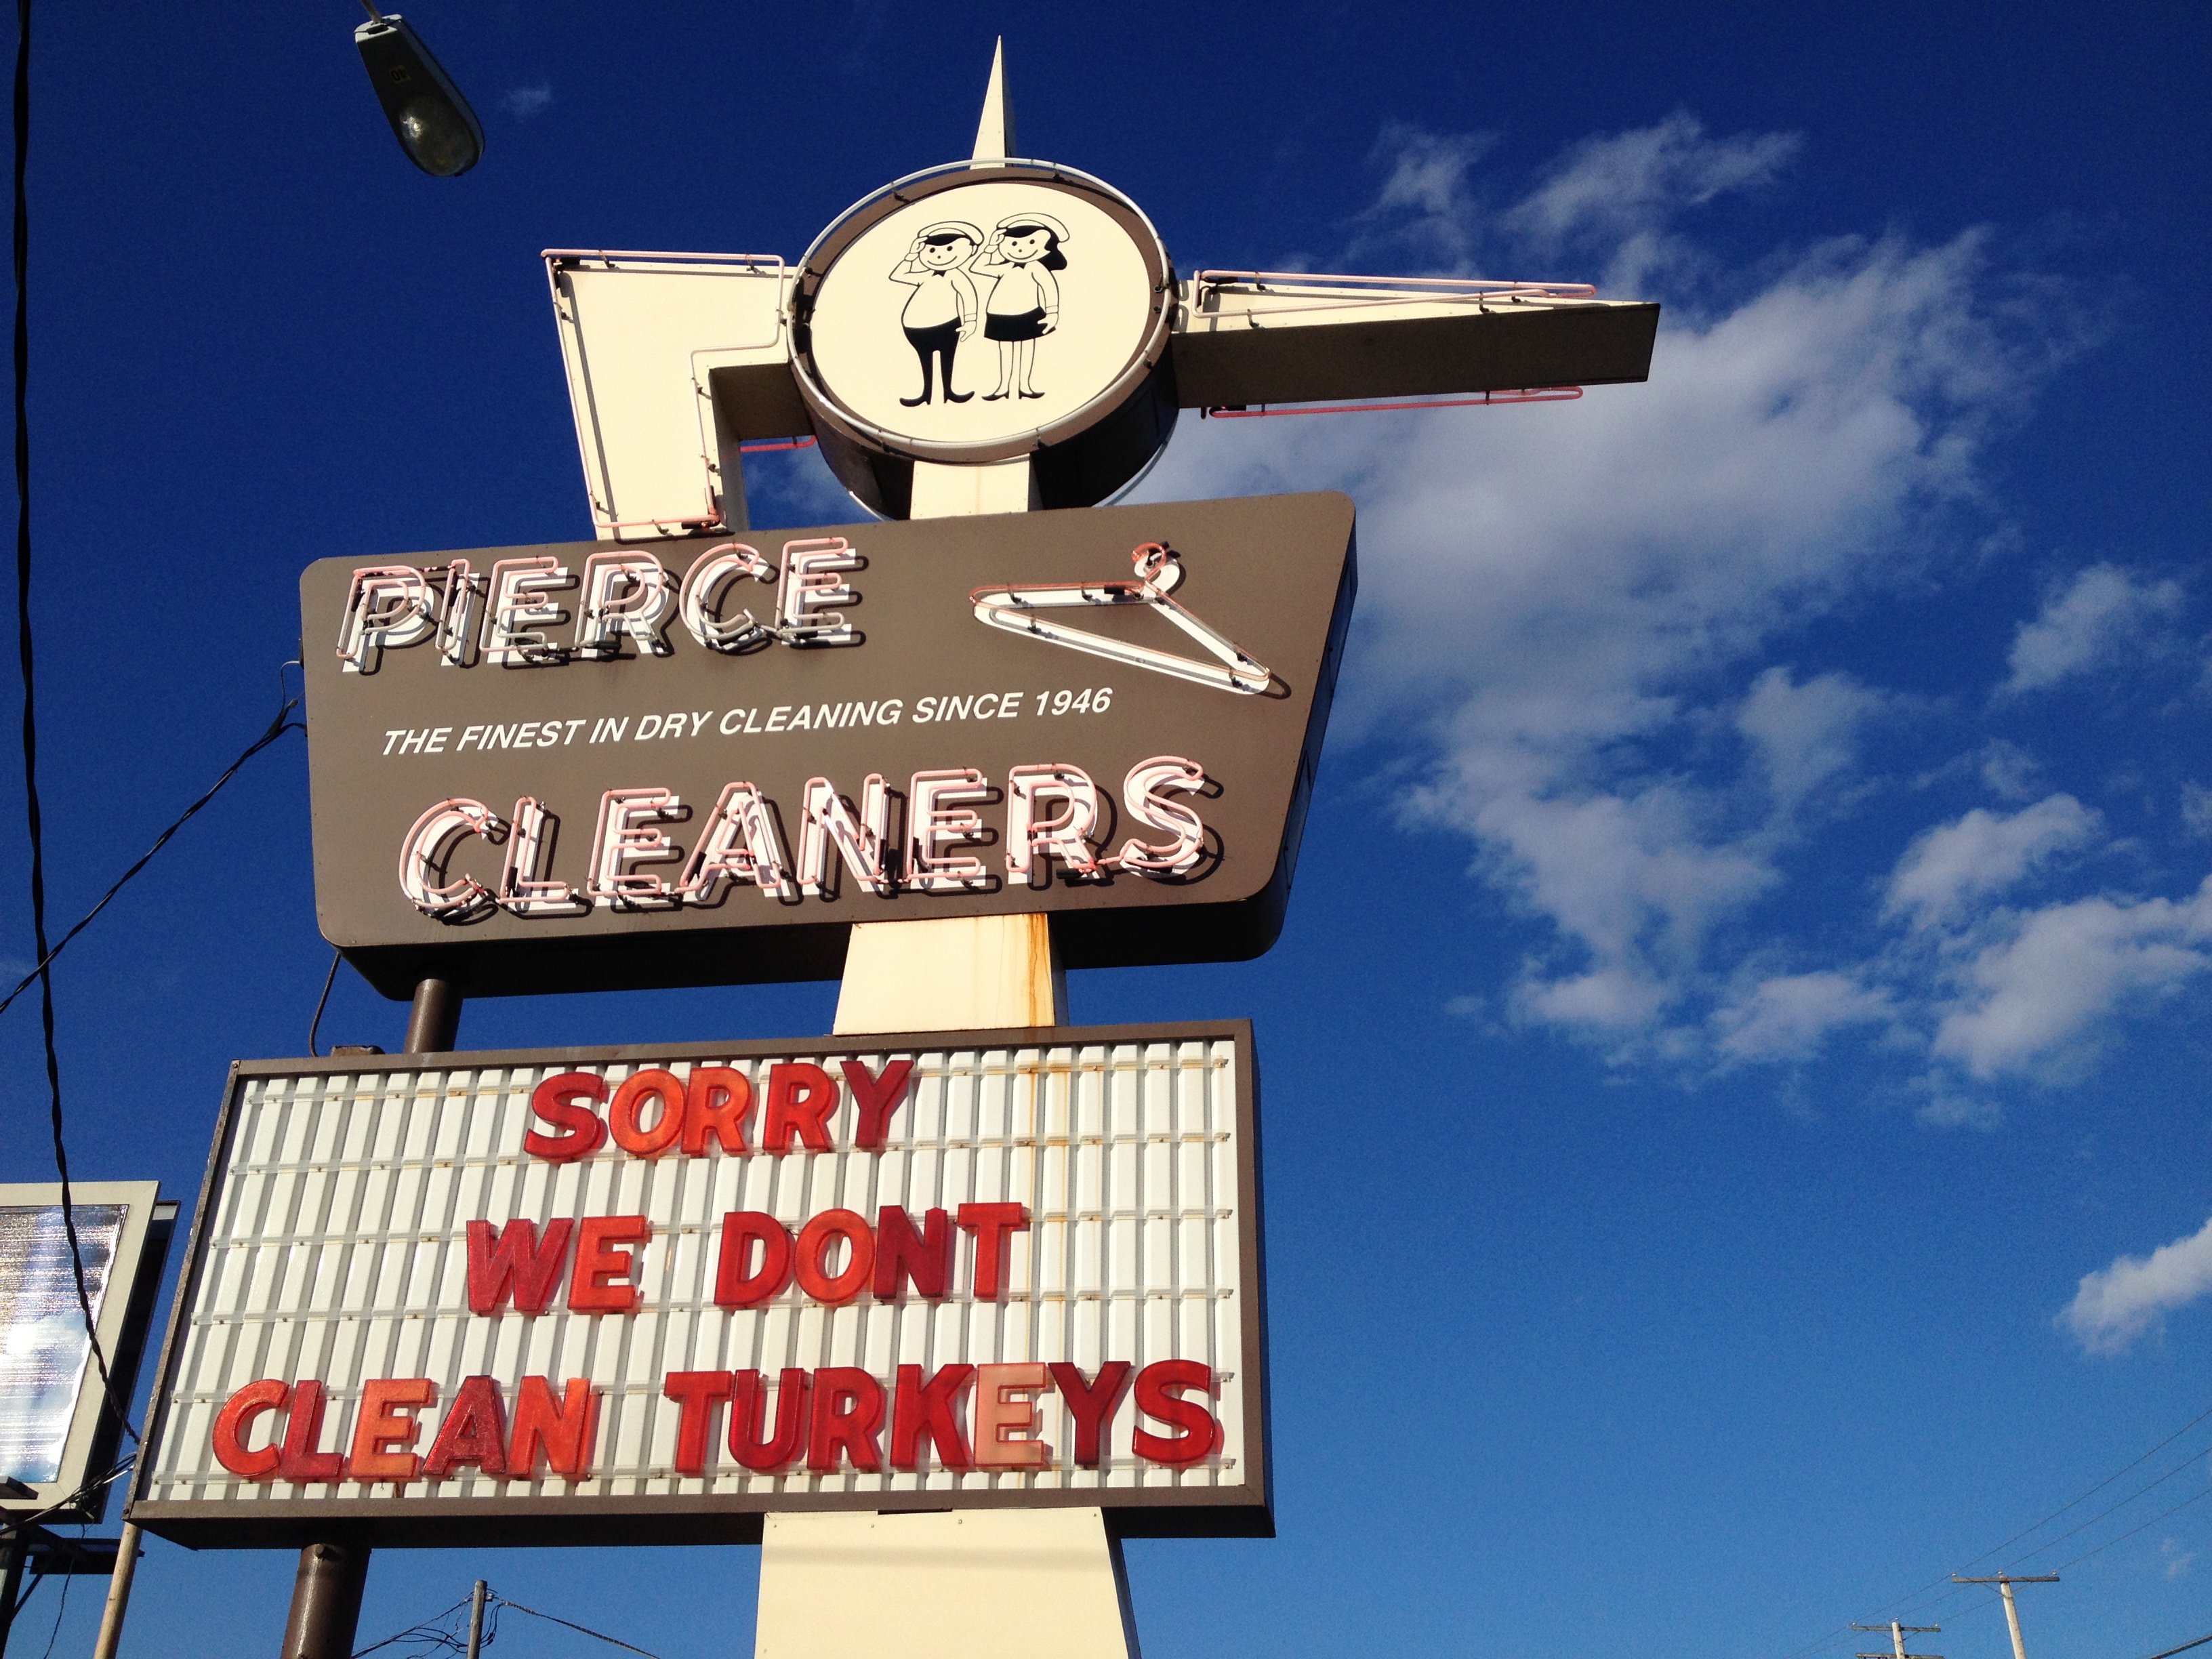 PIERCE
THE FINEST IN DRY CLEANING SINCE 1946
CLEANERS
SORRY
WE DONT
CLEAN TURKEYS